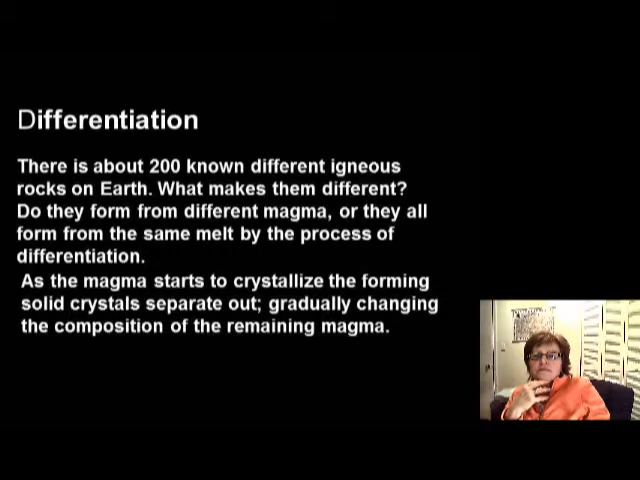 Differentiation
There is about 200 known different igneous
rocks on Earth. What makes them different?
Do they form from different magma, or they all
form from the same melt by the process of
differentiation.
As the magma starts to crystallize the forming
solid crystals separate out; gradually changing
the composition of the remaining magma.